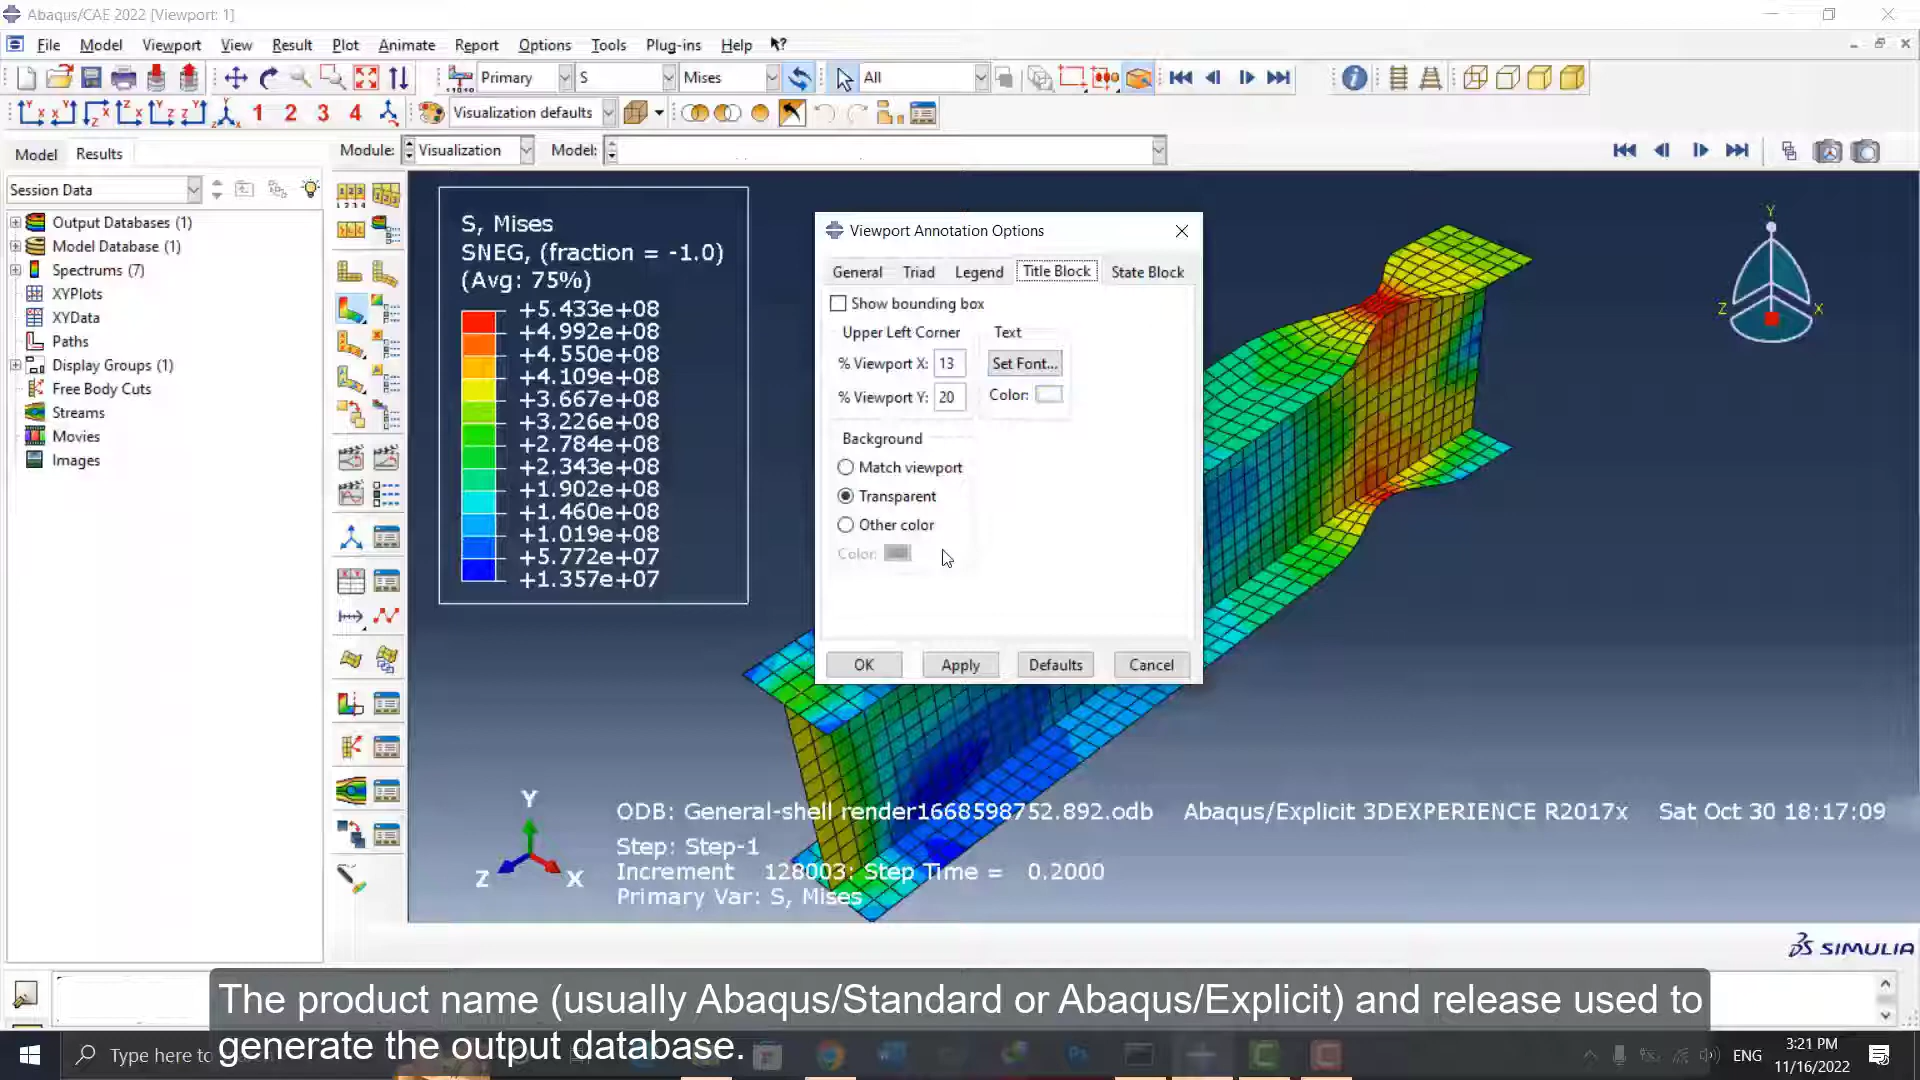 Abaqus/CAE 2022 [Viewport: 1]
File Model Viewport View Result Plot Animate Report Options Tools Plug-ins Help
Primary S Mises All
1 2 3 4 Visualization defaults
Model Results Module: Visualization Model:
Session Data
Output Databases (1)
Model Database (1)
Spectrums (7)
XYPlots
XYData
Paths
Display Groups (1)
Free Body Cuts
Streams
Movies
Images
S, Mises
SNEG, (fraction = -1.0)
(Avg: 75%)
+5.433e+08
+4.992e+08
+4.550e+08
+4.109e+08
+3.667e+08
+3.226e+08
+2.784e+08
+2.343e+08
+1.902e+08
+1.460e+08
+1.019e+08
+5.772e+07
+1.357e+07
Viewport Annotation Options
General Triad Legend Title Block State Block
Show bounding box
Upper Left Corner Text
% Viewport X: 13 Set Font...
% Viewport Y: 20 Color:
Background
Match viewport
Transparent
Other color
Color:
OK Apply Defaults Cancel
Y
Z X
Y
Z X
ODB: General-shell render1668598752.892.odb Abaqus/Explicit 3DEXPERIENCE R2017x Sat Oct 30 18:17:09
Step: Step-1
Increment 128003: Step Time = 0.2000
Primary Var: S, Mises
SIMULIA
The product name (usually Abaqus/Standard or Abaqus/Explicit) and release used to
generate the output database.
Type here to
ENG
3:21 PM
11/16/2022